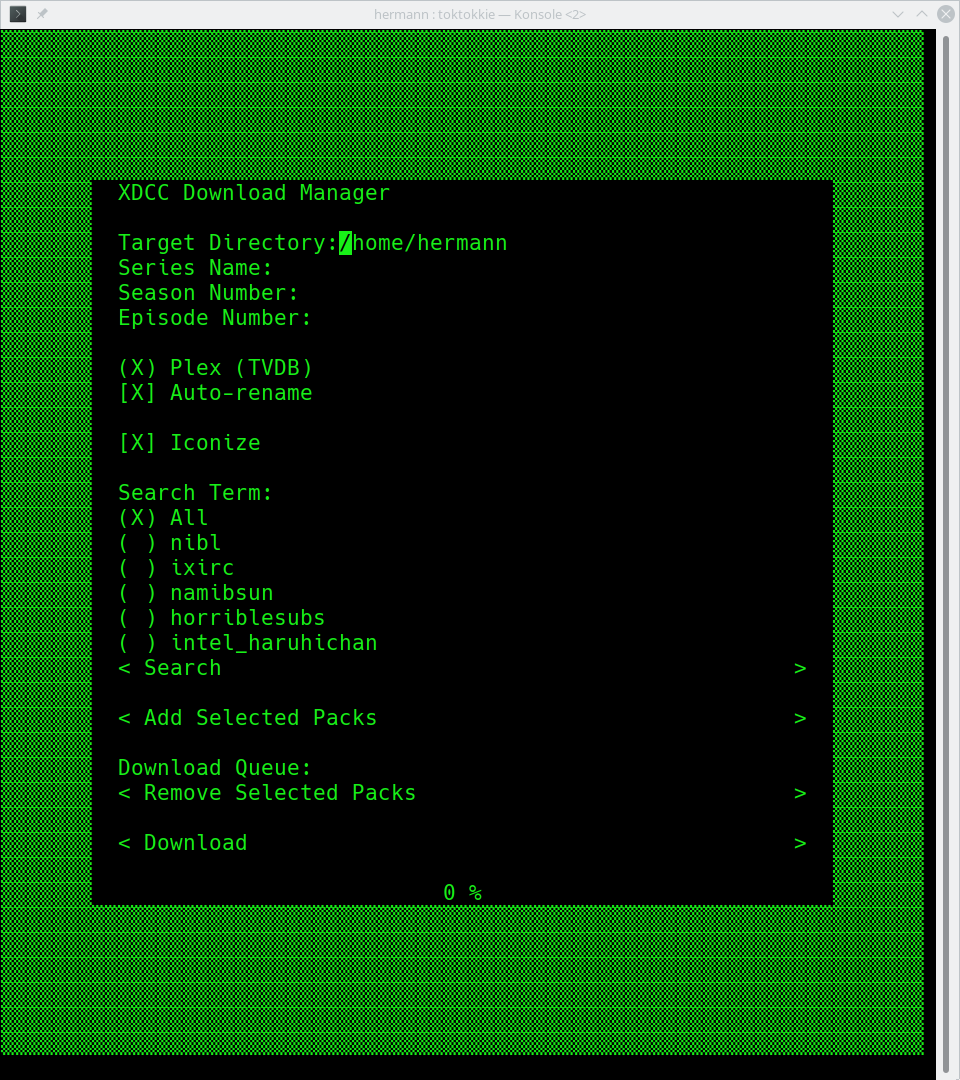 hermann : toktokkie — Konsole <2>
XDCC Download Manager
Target Directory:/home/hermann
Series Name:
Season Number:
Episode Number:
(X) Plex (TVDB)
[X] Auto-rename
[X] Iconize
Search Term:
(X) All
( ) nibl
( ) ixirc
( ) namibsun
( ) horriblesubs
( ) intel_haruhichan
< Search >
< Add Selected Packs >
Download Queue:
< Remove Selected Packs >
< Download >
0 %